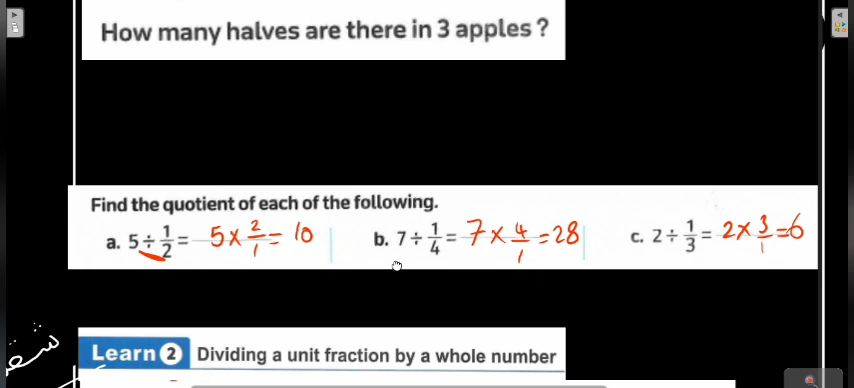 How many halves are there in 3 apples ?
Find the quotient of each of the following.
a. 5 ÷ 1/2 = 5 × 2/1 = 10 b. 7 ÷ 1/4 = 7 × 4/1 = 28 c. 2 ÷ 1/3 = 2 × 3/1 = 6
Learn 2 Dividing a unit fraction by a whole number